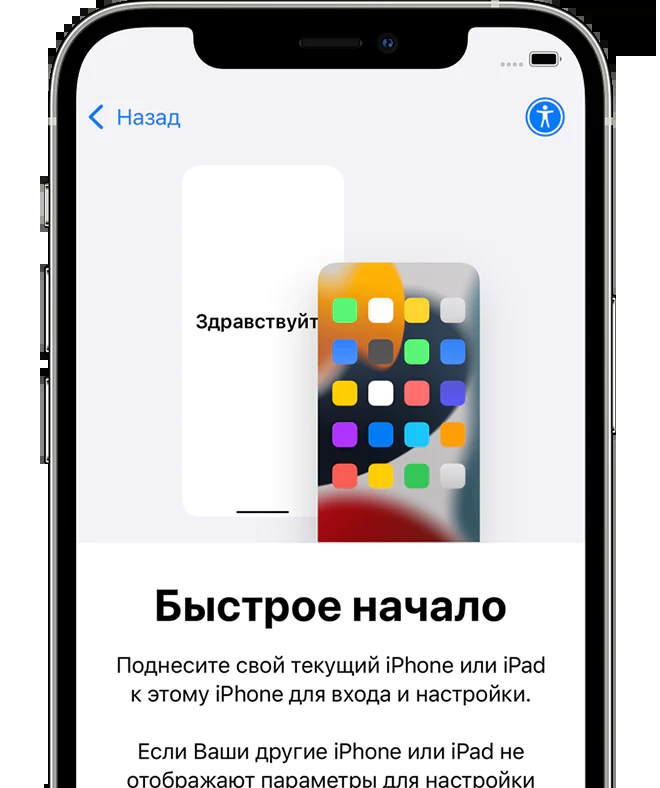 Назад
Здравствуйт
Быстрое начало
Поднесите свой текущий iPhone или iPad
к этому iPhone для входа и настройки.
Если Ваши другие iPhone или iPad не
отображают параметры для настройки